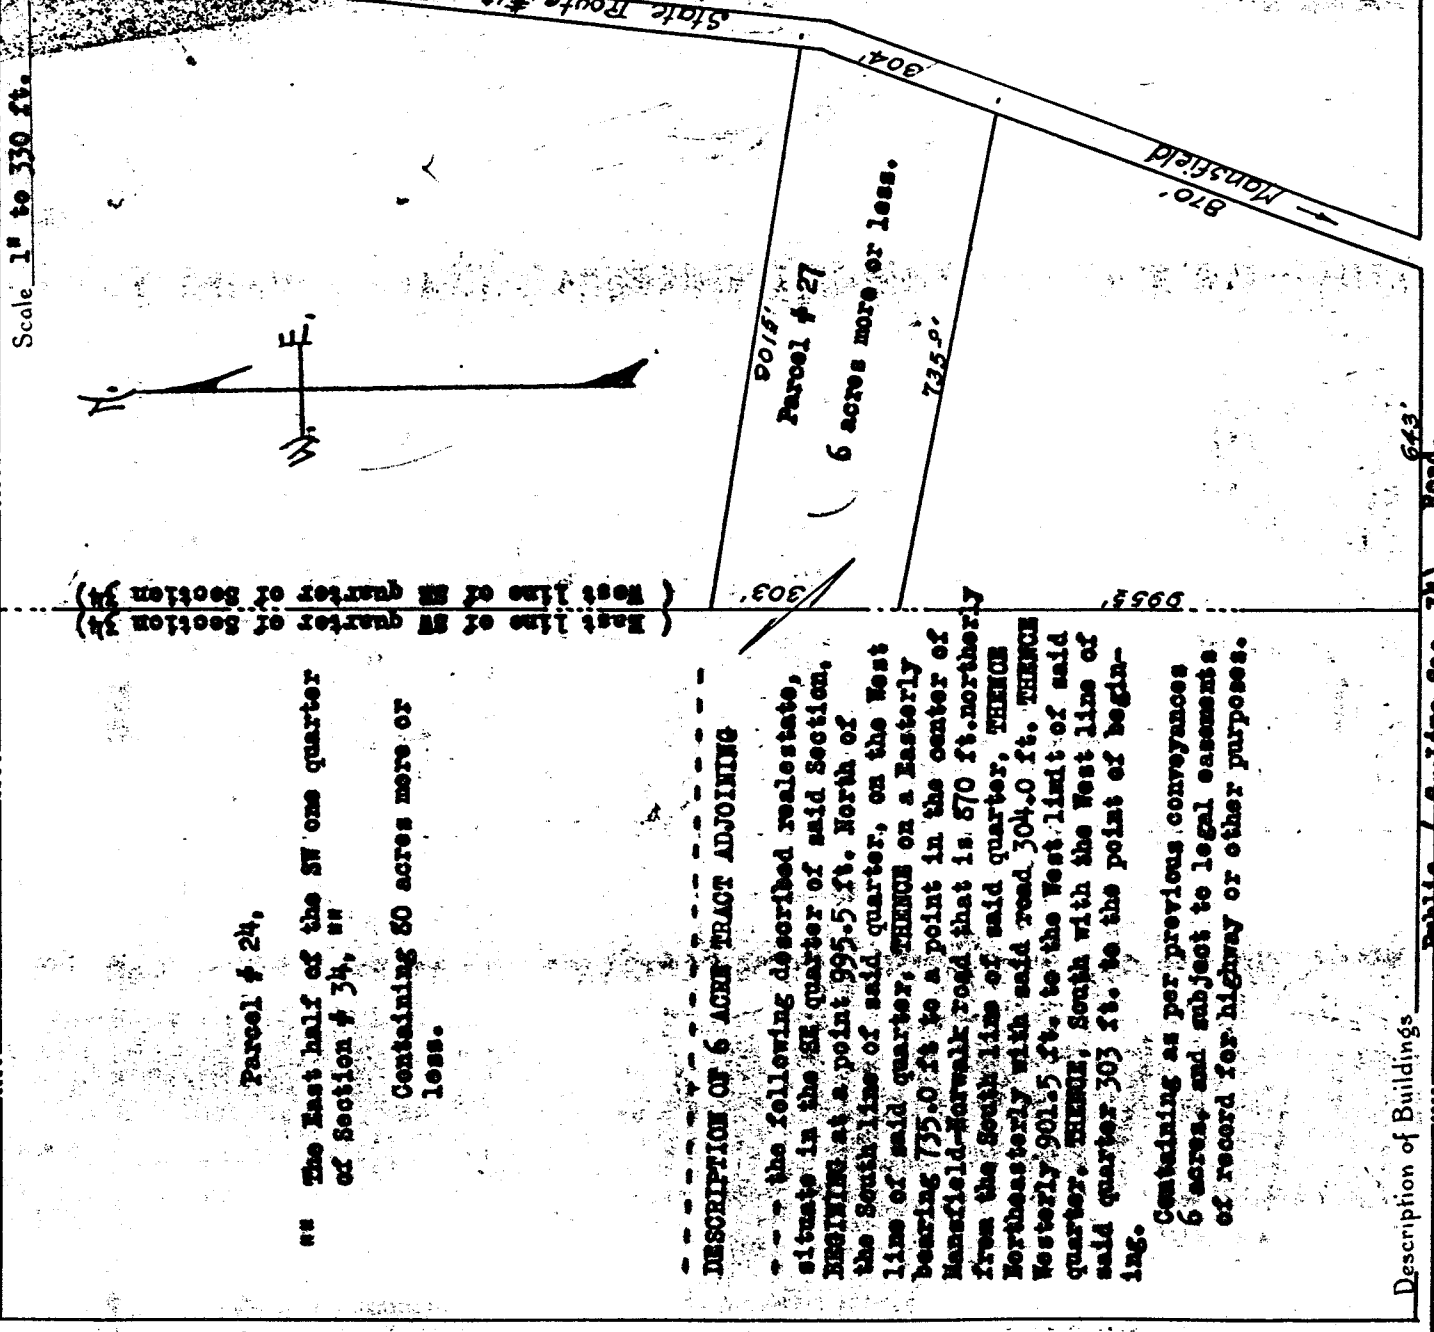 Scale 1" to 330 ft.
State Route #
304'
Mansfield
870'
N.
W. E.
901⁵'
Parcel # 27
6 acres more or less.
735⁰'
303'
995⁵'
643'
( West line of SE quarter of Section 34)
( East line of SW quarter of Section 34)
Parcel # 24,
"" The East half of the SW one quarter
of Section # 34, ""
Containing 80 acres more or
less.
DESCRIPTION OF 6 ACRE TRACT ADJOINING
- - - the following described realestate,
situate in the SE quarter of said Section,
BEGINING at a point 995.5 ft. North of
the South line of said quarter, on the West
line of said quarter, THENCE on a Easterly
bearing 735.0 ft to a point in the center of
Mansfield-Norwalk road that is 870 ft.northerly
from the South line of said quarter, THENCE
Northeasterly with said road 304.0 ft. THENCE
Westerly 901.5 ft. to the West limit of said
quarter, THENCE, South with the West line of
said quarter 303 ft. to the point of begin-
ing.
Containing as per previous conveyances
6 acres, and subject to legal easements
of record for highway or other purposes.
Description of Buildings
Public / S. Line Sec. 34) Road